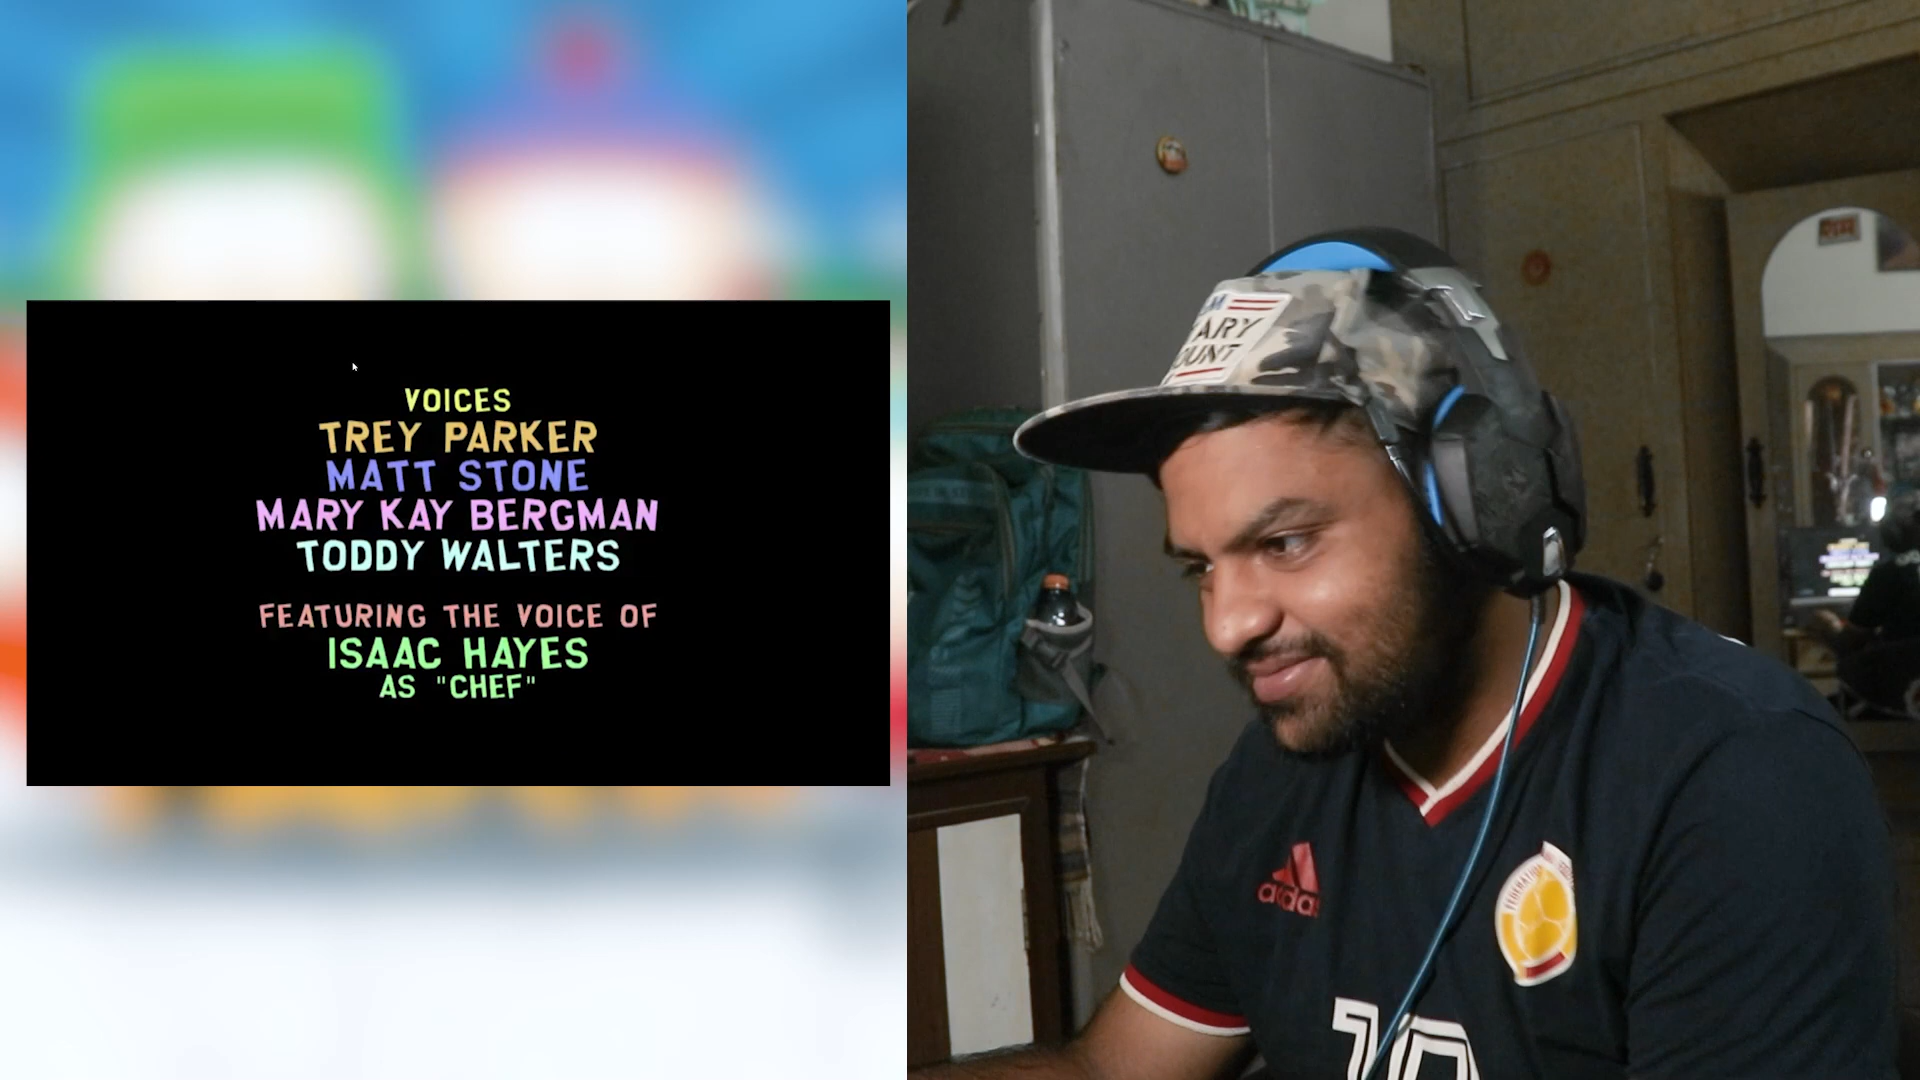 VOICES
TREY PARKER
MATT STONE
MARY KAY BERGMAN
TODDY WALTERS
FEATURING THE VOICE OF
ISAAC HAYES
AS "CHEF"
adidas
10